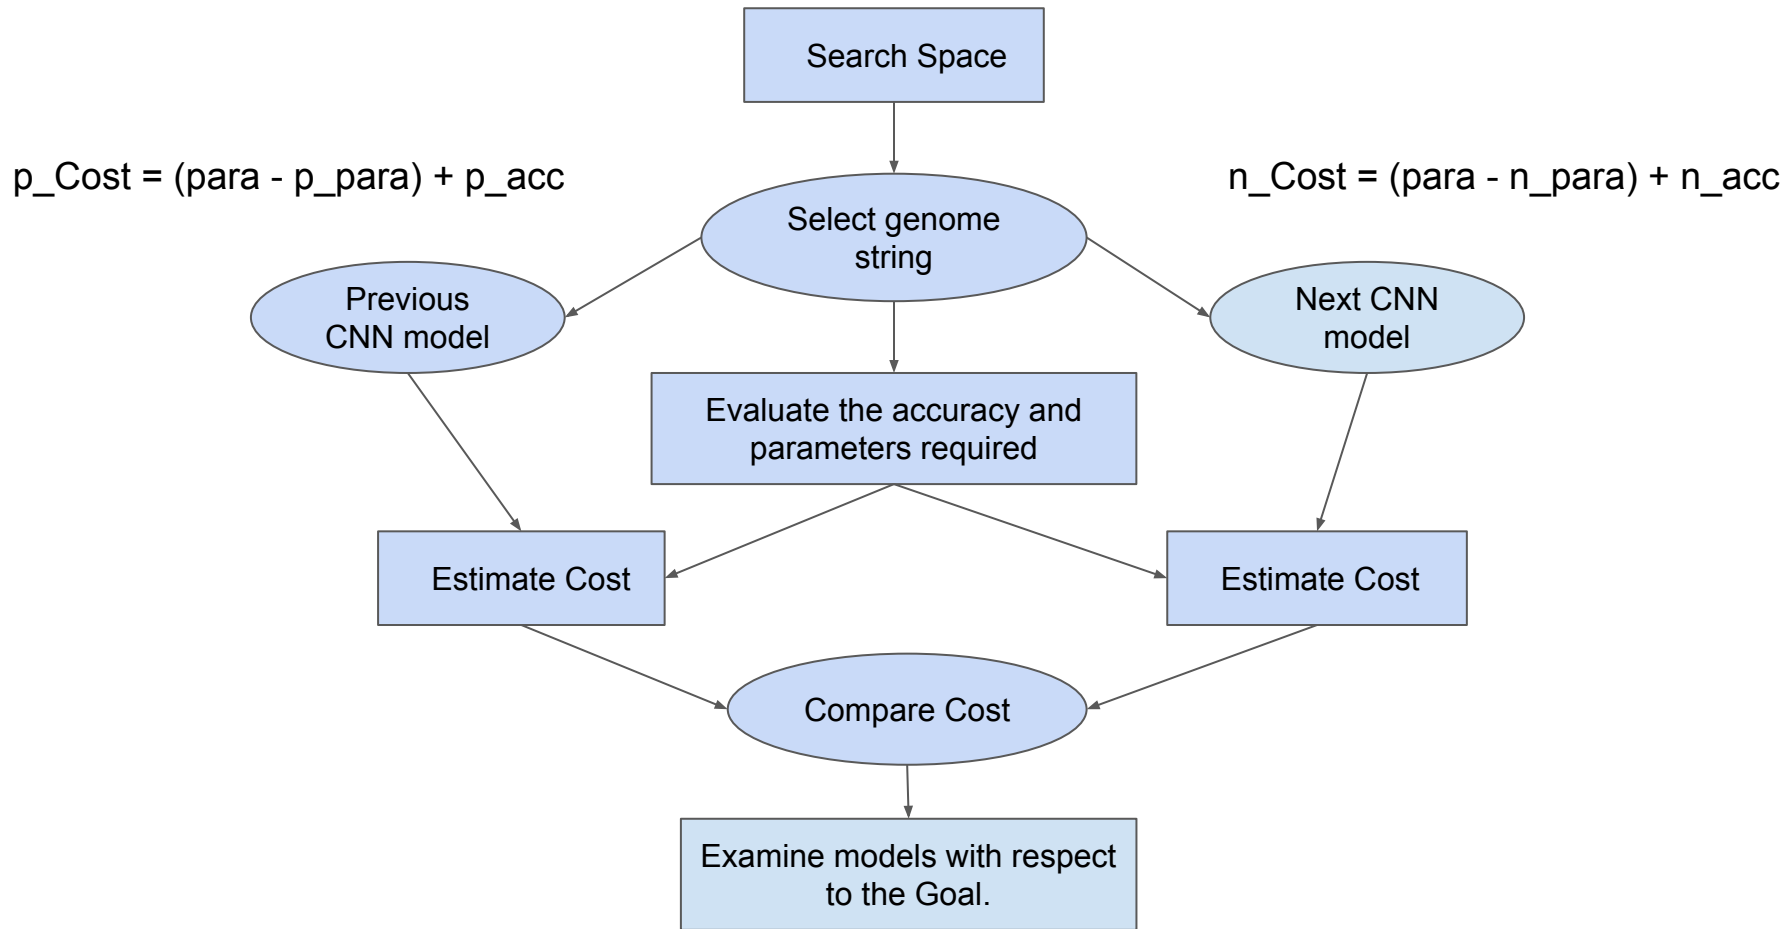 Search Space
p_Cost = (para - p_para) + p_acc
n_Cost = (para - n_para) + n_acc
Select genome
string
Previous
CNN model
Next CNN
model
Evaluate the accuracy and
parameters required
Estimate Cost
Estimate Cost
Compare Cost
Examine models with respect
to the Goal.